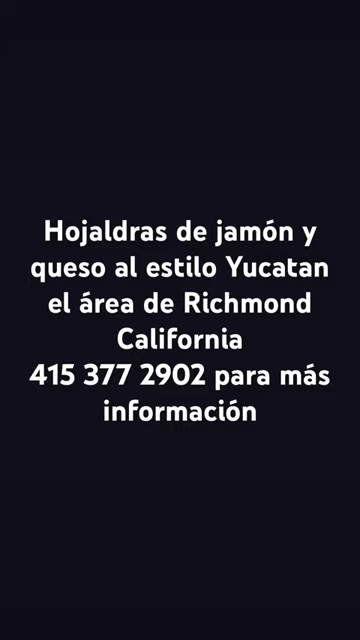 Hojaldras de jamón y
queso al estilo Yucatan
el área de Richmond
California
415 377 2902 para más
información